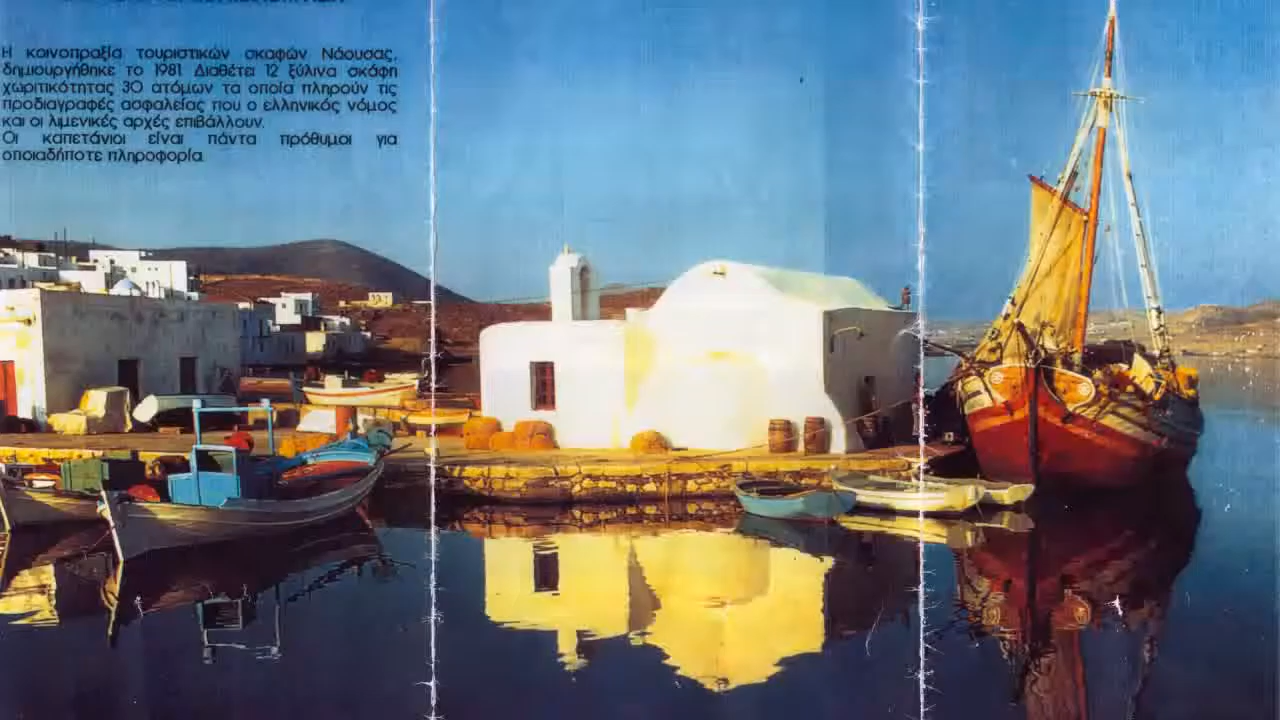 Η κοινοπραξία τουριστικών σκαφών Νάουσας,
δημιουργήθηκε το 1981. Διαθέτει 12 ξύλινα σκάφη
χωριτικότητας 30 ατόμων τα οποία πληρούν τις
προδιαγραφές ασφαλείας που ο ελληνικός νόμος
και οι λιμενικές αρχές επιβάλλουν.
Οι καπετάνιοι είναι πάντα πρόθυμοι για
οποιαδήποτε πληροφορία.